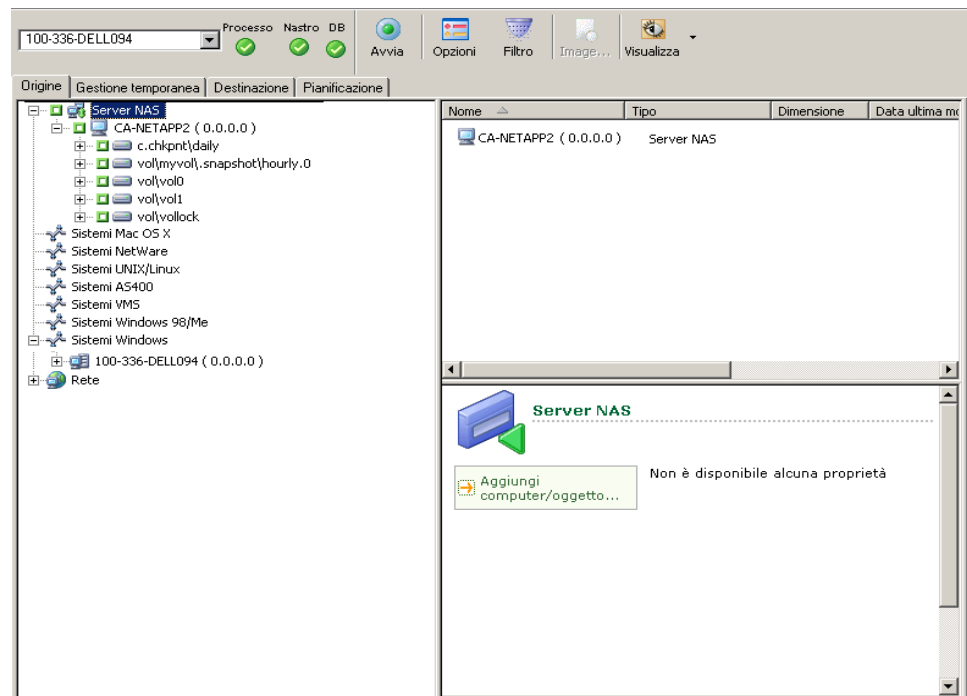 Processo Nastro DB
100-336-DELL094
Avvia Opzioni Filtro Image... Visualizza
Origine Gestione temporanea Destinazione Pianificazione
Server NAS
CA-NETAPP2 ( 0.0.0.0 )
c.chkpnt\daily
vol\myvol\.snapshot\hourly.0
vol\vol0
vol\vol1
vol\vollock
Sistemi Mac OS X
Sistemi NetWare
Sistemi UNIX/Linux
Sistemi AS400
Sistemi VMS
Sistemi Windows 98/Me
Sistemi Windows
100-336-DELL094 ( 0.0.0.0 )
Rete
Nome Tipo Dimensione Data ultima mo
CA-NETAPP2 ( 0.0.0.0 ) Server NAS
Server NAS
Aggiungi
computer/oggetto...
Non è disponibile alcuna proprietà